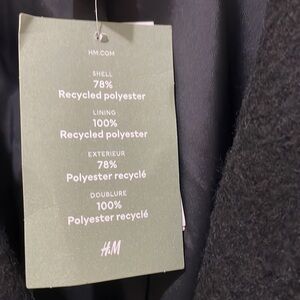 HM.COM
SHELL
78%
Recycled polyester
LINING
100%
Recycled polyester
EXTERIEUR
78%
Polyester recyclé
DOUBLURE
100%
Polyester recyclé
H&M